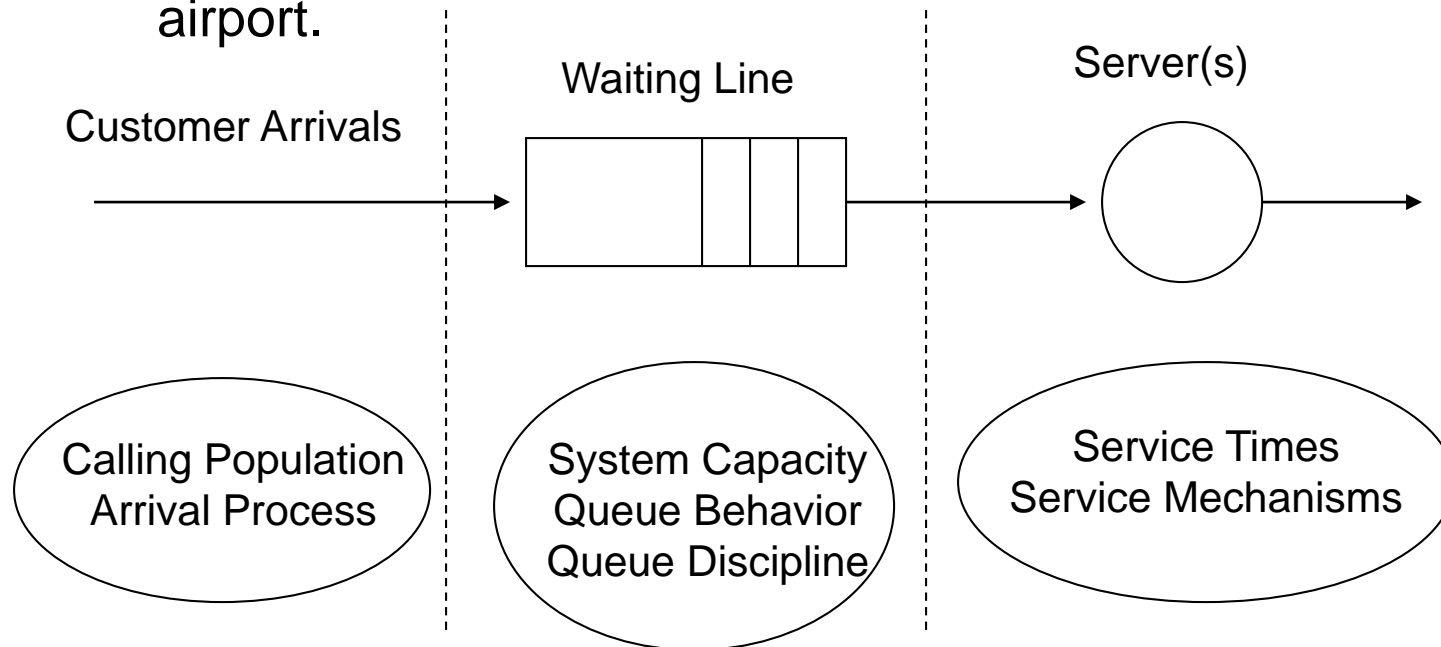 airport.
Customer Arrivals
Waiting Line
Server(s)
Calling Population
Arrival Process
System Capacity
Queue Behavior
Queue Discipline
Service Times
Service Mechanisms